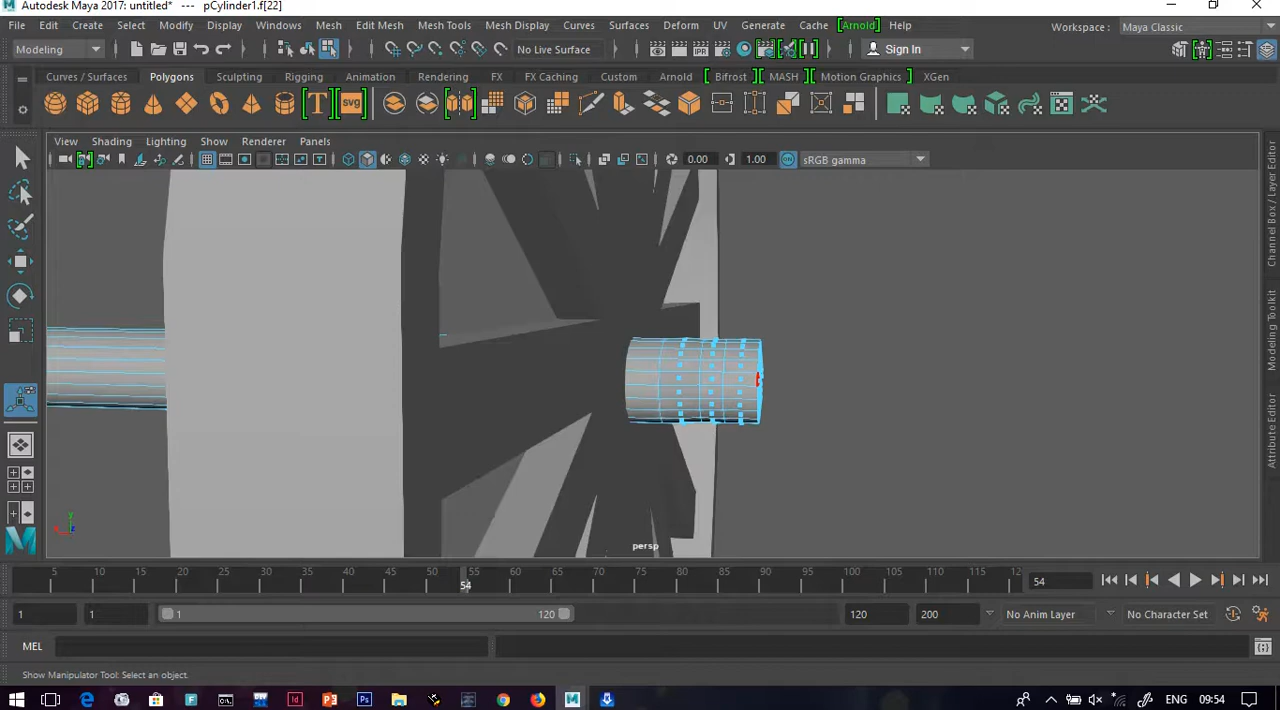 Autodesk Maya 2017: untitled*   ---   pCylinder1.f[22]
File Edit Create Select Modify Display Windows Mesh Edit Mesh Mesh Tools Mesh Display Curves Surfaces Deform UV Generate Cache [Arnold] Help Workspace : Maya Classic
Modeling No Live Surface Sign In
Curves / Surfaces Polygons Sculpting Rigging Animation Rendering FX FX Caching Custom Arnold Bifrost MASH Motion Graphics XGen
T svg
View Shading Lighting Show Renderer Panels
IPR
0.00 1.00 ON sRGB gamma
Channel Box / Layer Editor
Modeling Toolkit
Attribute Editor
y
x z
persp
5 10 15 20 25 30 35 40 45 50 55 60 65 70 75 80 85 90 95 100 105 110 115 12
54 54
1 1 1 120 120 200 No Anim Layer No Character Set
MEL
Show Manipulator Tool: Select an object.
ENG 09:54